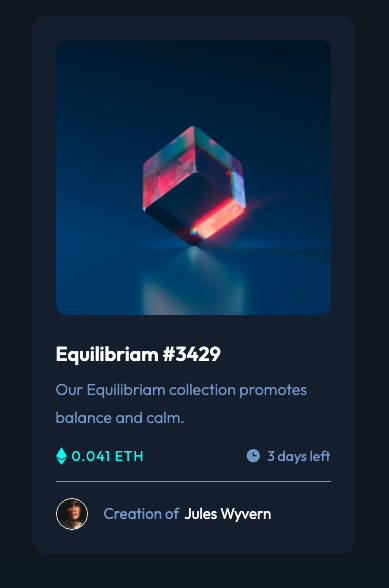 Equilibriam #3429
Our Equilibriam collection promotes
balance and calm.
0.041 ETH
3 days left
Creation of Jules Wyvern